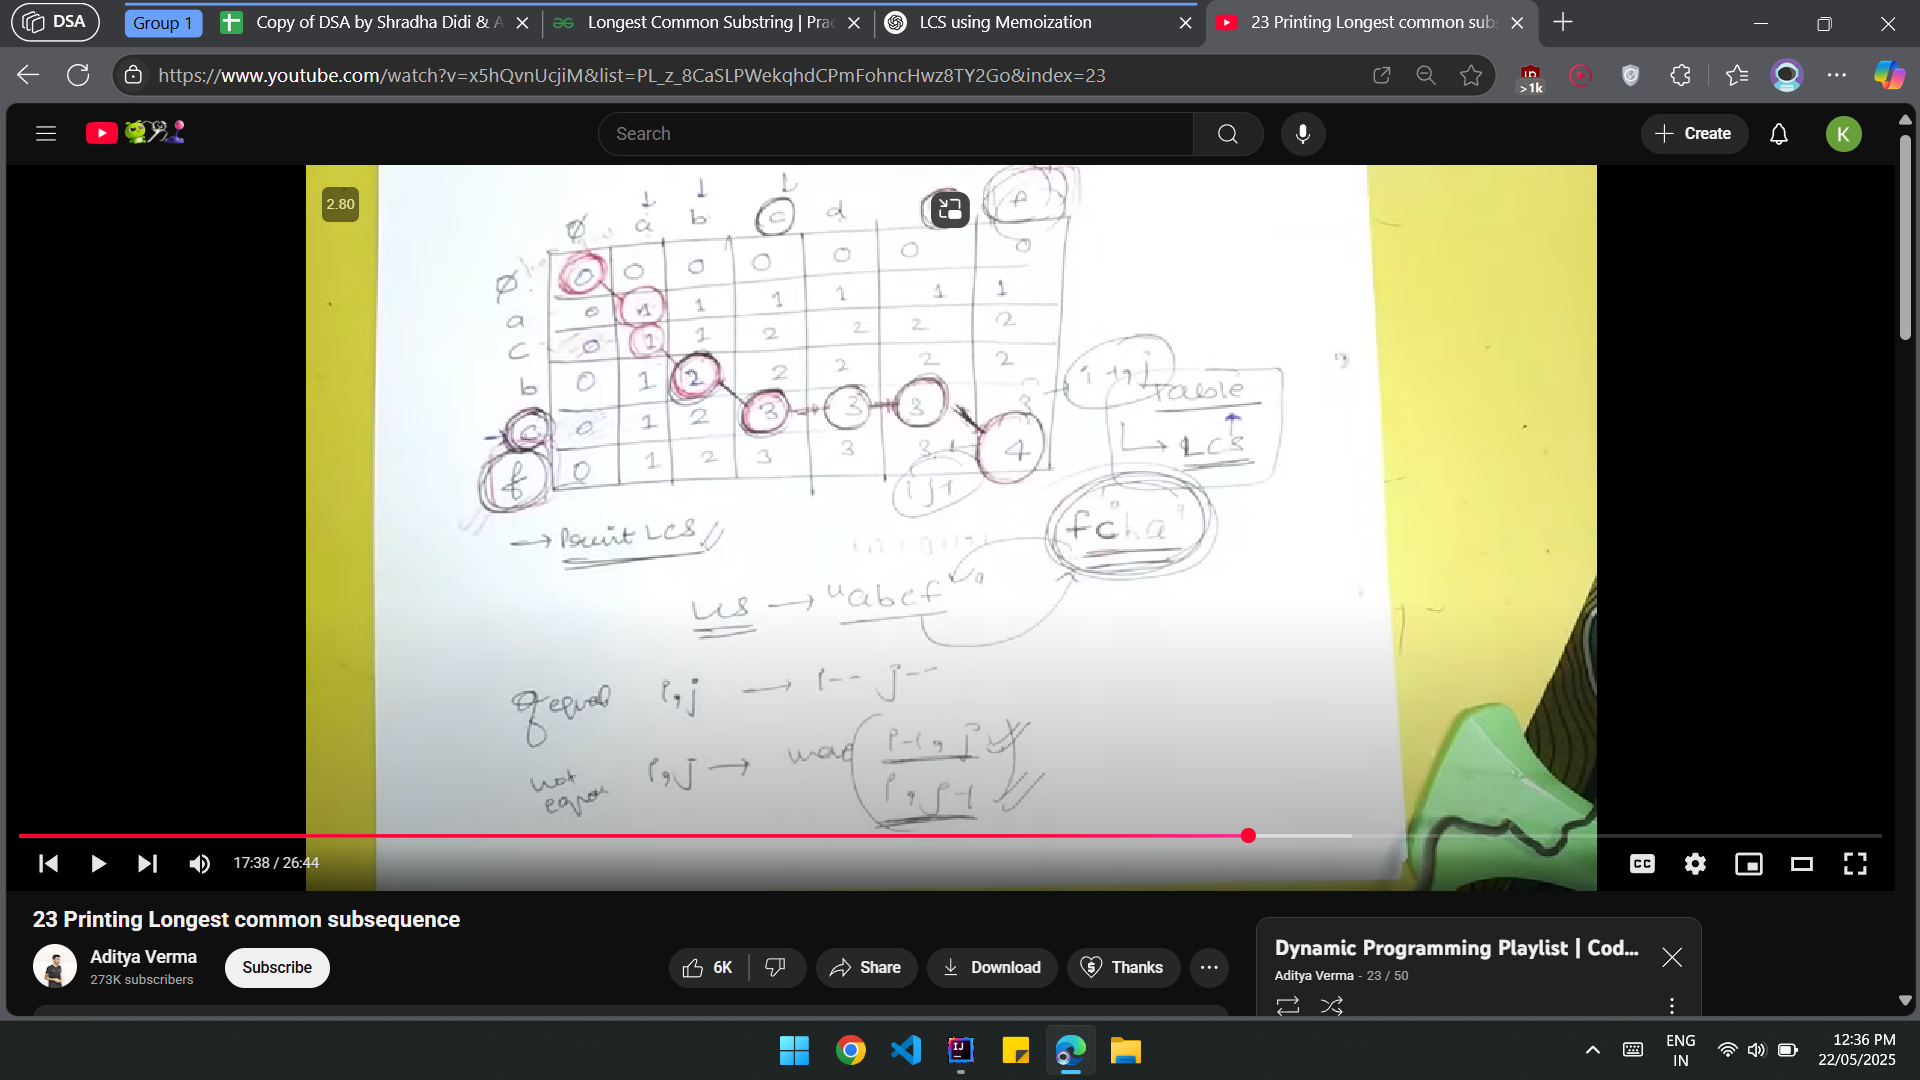 DSA
Group 1
Copy of DSA by Shradha Didi & A
Longest Common Substring | Prac
LCS using Memoization
23 Printing Longest common subs
https://www.youtube.com/watch?v=x5hQvnUcjiM&list=PL_z_8CaSLPWekqhdCPmFohncHwz8TY2Go&index=23
>1k
Search
Create
K
2.80
Ø a b c d f
Ø 0 0 0 0 0 0 0
a 0 1 1 1 1 1 1
c 0 1 1 2 2 2 2
b 0 1 2 2 2 2 2
c 0 1 2 3 3 3 3
f 0 1 2 3 3 3 4
Table
LCS
→ Print LCS
"fcba"
LCS → "abcf"
equal i,j → i-- j--
not equal i,j → max i-1, j
i, j-1
17:38 / 26:44
CC
23 Printing Longest common subsequence
Aditya Verma
273K subscribers
Subscribe
6K
Share
Download
Thanks
Dynamic Programming Playlist | Cod...
Aditya Verma - 23 / 50
ENG
IN
12:36 PM
22/05/2025